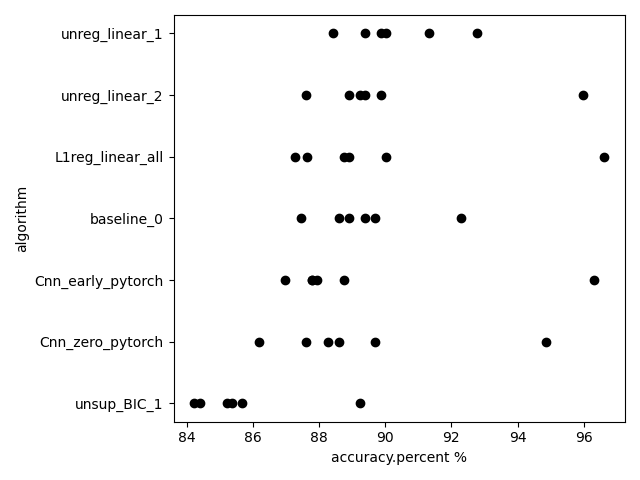 unreg_linear_1
unreg_linear_2
L1reg_linear_all
baseline_0
Cnn_early_pytorch
Cnn_zero_pytorch
unsup_BIC_1
algorithm
84 86 88 90 92 94 96
accuracy.percent %